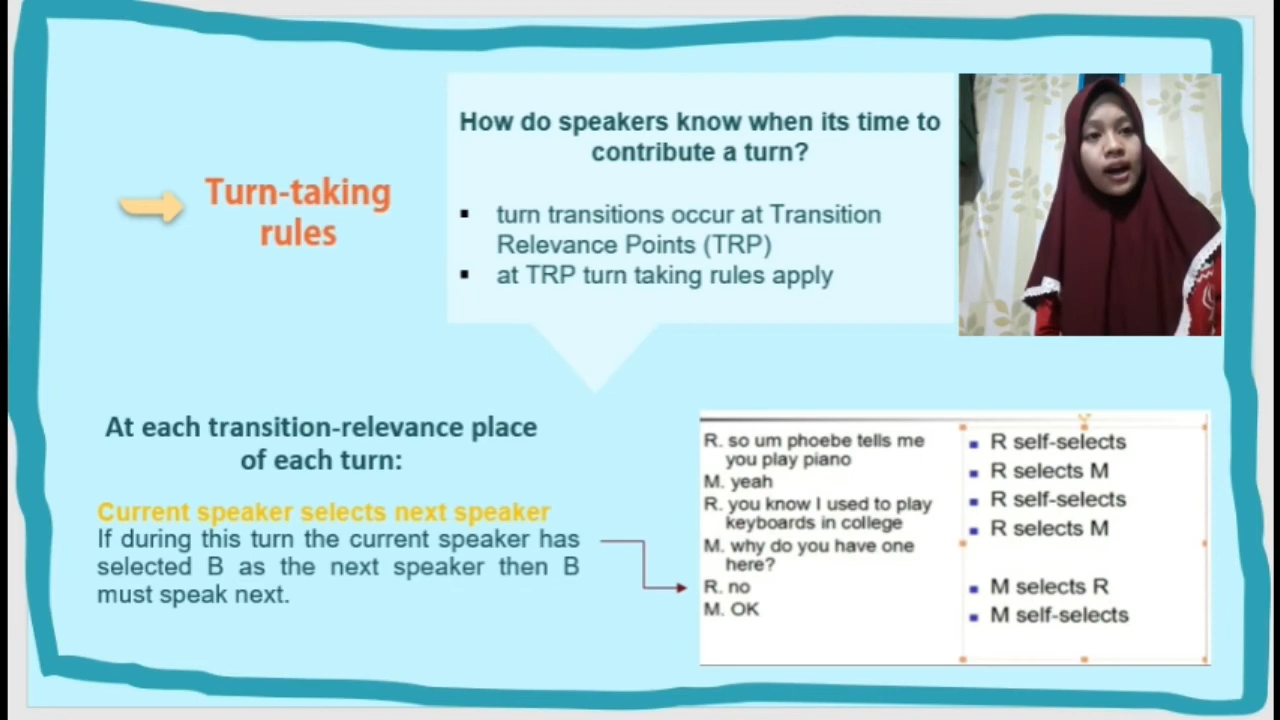 Turn-taking
rules
How do speakers know when its time to
contribute a turn?
▪ turn transitions occur at Transition
Relevance Points (TRP)
▪ at TRP turn taking rules apply
At each transition-relevance place
of each turn:
Current speaker selects next speaker
If during this turn the current speaker has
selected B as the next speaker then B
must speak next.
R. so um phoebe tells me
you play piano
M. yeah
R. you know I used to play
keyboards in college
M. why do you have one
here?
R. no
M. OK
▪ R self-selects
▪ R selects M
▪ R self-selects
▪ R selects M
▪ M selects R
▪ M self-selects